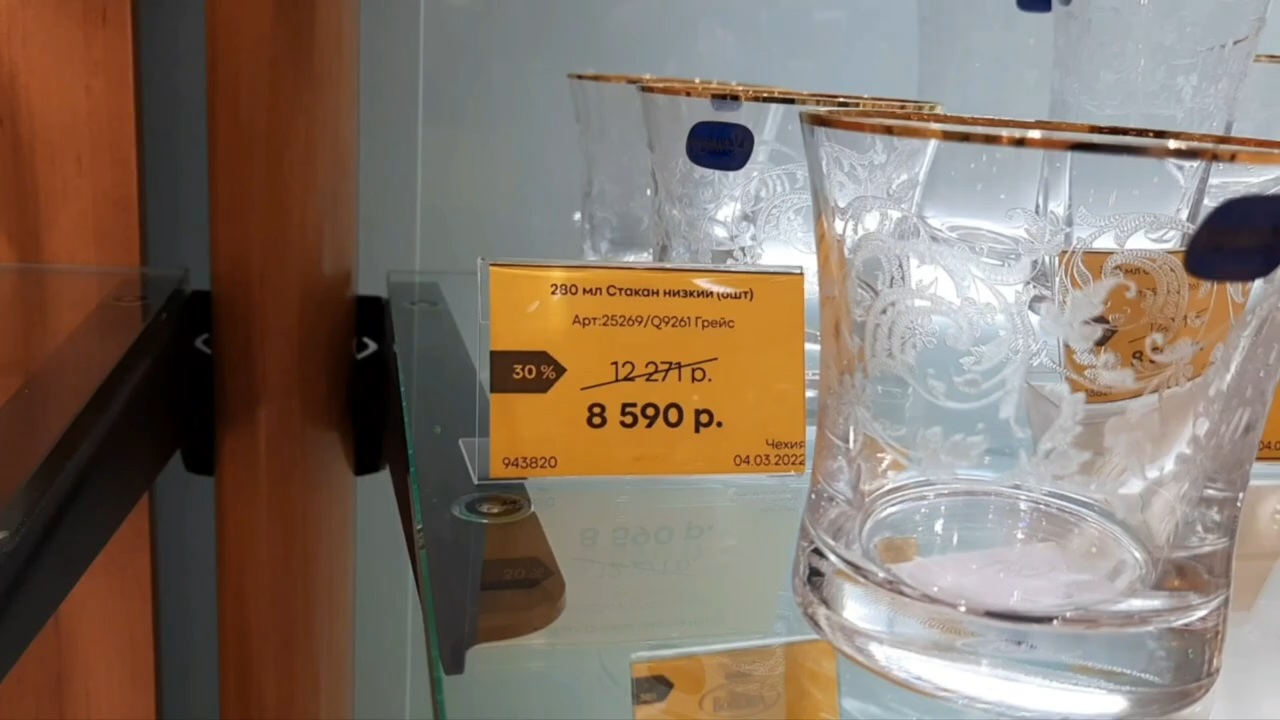 280 мл Стакан низкий (6шт)
Арт:25269/Q9261 Грейс
30 %
12 271 р.
8 590 р.
Чехия
943820
04.03.2022